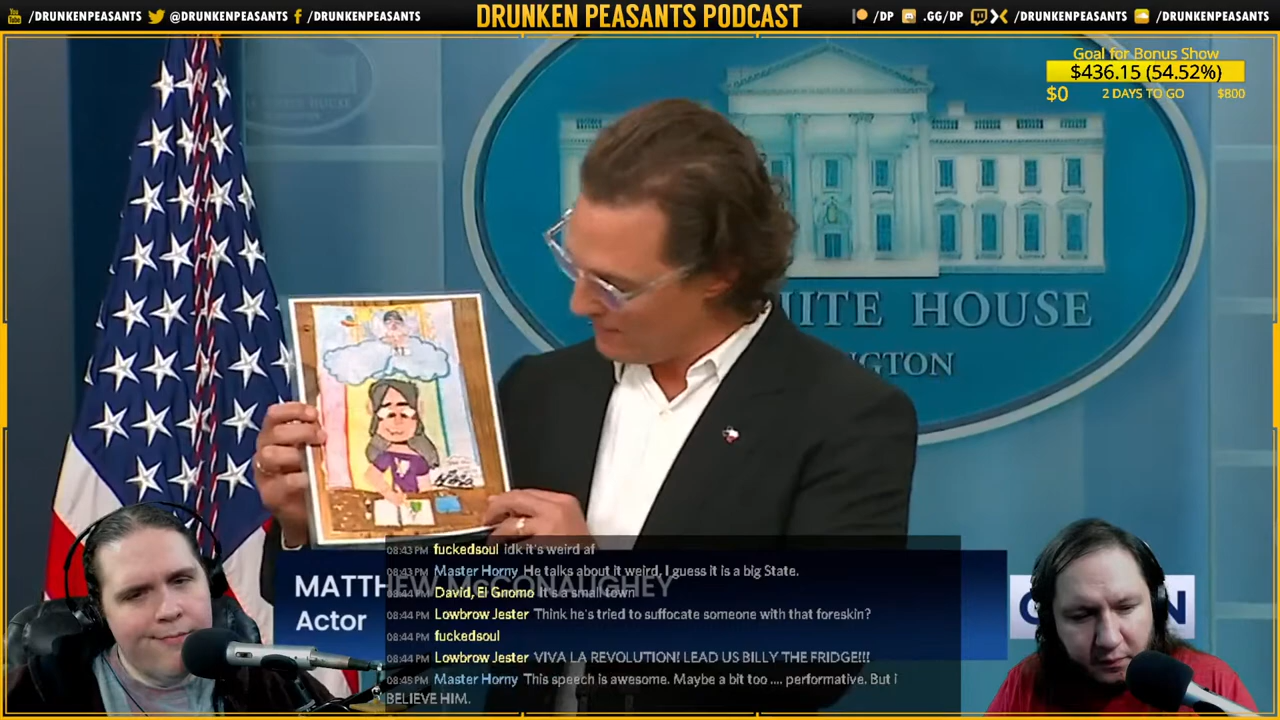 You Tube /DRUNKENPEASANTS @DRUNKENPEASANTS /DRUNKENPEASANTS DRUNKEN PEASANTS PODCAST /DP .GG/DP /DRUNKENPEASANTS /DRUNKENPEASANTS
Goal for Bonus Show
$436.15 (54.52%)
$0 2 DAYS TO GO $800
HOUSE
WHITE HOUSE
NGTON
MATTHEW McCONAUGHEY
Actor
08:43 PM fuckedsoul idk it's weird af
08:43 PM Master Horny He talks about it weird, I guess it is a big State.
08:44 PM David, El Gnomo It's a small town
08:44 PM Lowbrow Jester Think he's tried to suffocate someone with that foreskin?
08:44 PM fuckedsoul
08:44 PM Lowbrow Jester VIVA LA REVOLUTION! LEAD US BILLY THE FRIDGE!!!
08:45 PM Master Horny This speech is awesome. Maybe a bit too .... performative. But i
BELIEVE HIM.